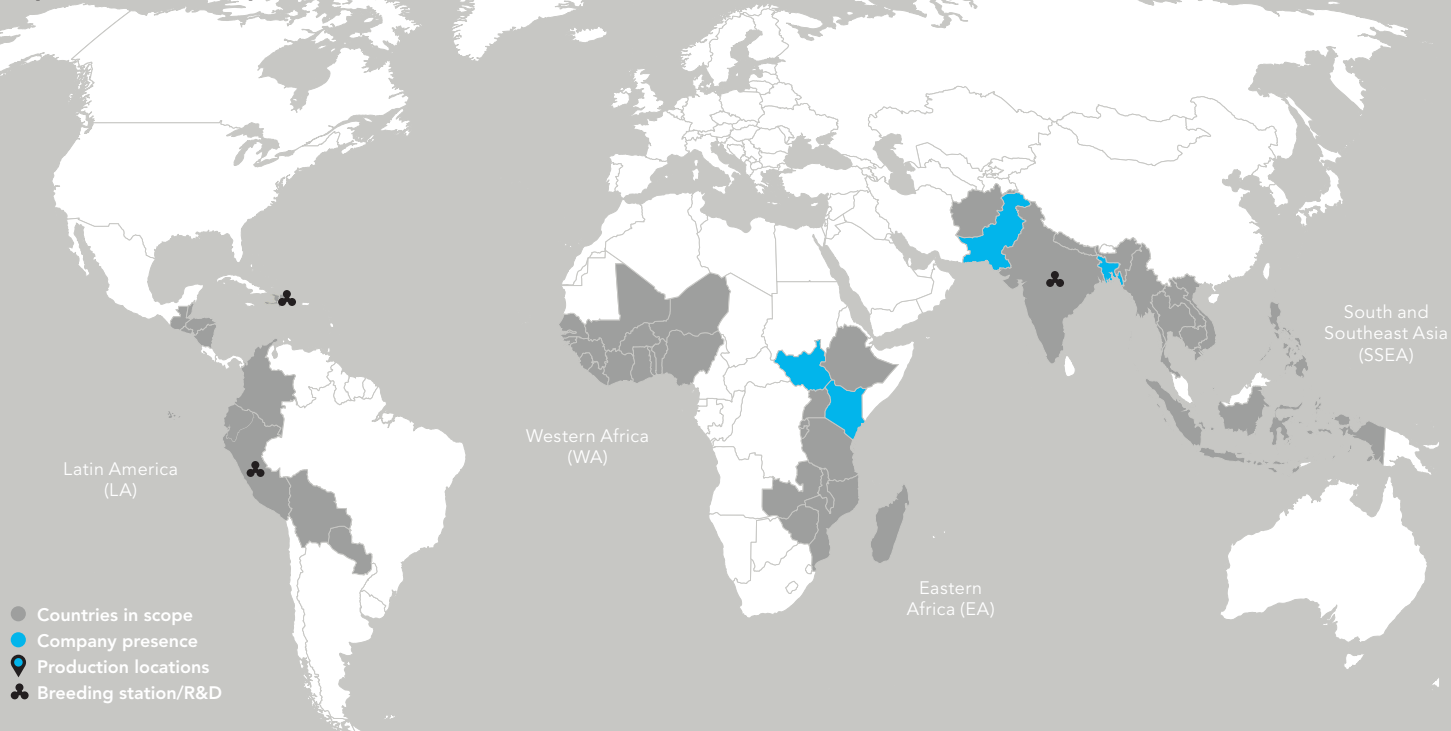 South and
Southeast Asia
(SSEA)
Western Africa
(WA)
Latin America
(LA)
Eastern
Africa (EA)
Countries in scope
Company presence
Production locations
Breeding station/R&D